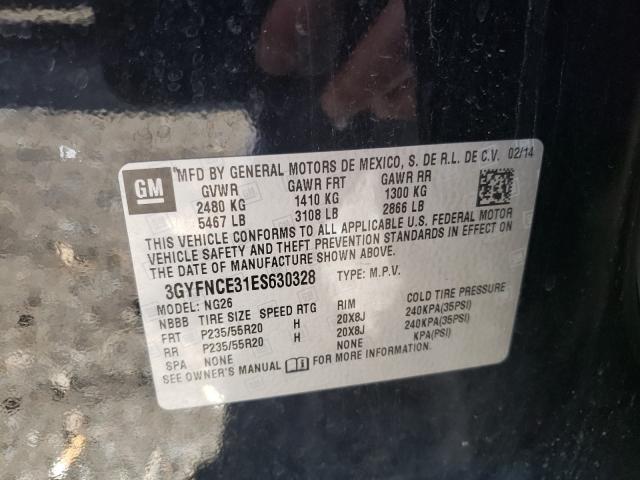 GM MFD BY GENERAL MOTORS DE MEXICO, S. DE R.L. DE C.V. 02/14
GVWR GAWR FRT GAWR RR
2480 KG 1410 KG 1300 KG
5467 LB 3108 LB 2866 LB
THIS VEHICLE CONFORMS TO ALL APPLICABLE U.S. FEDERAL MOTOR
VEHICLE SAFETY AND THEFT PREVENTION STANDARDS IN EFFECT ON
THE DATE OF MANUFACTURE SHOWN ABOVE.
3GYFNCE31ES630328 TYPE: M.P.V.
MODEL: NG26
NBBB TIRE SIZE SPEED RTG RIM COLD TIRE PRESSURE
FRT P235/55R20 H 20X8J 240KPA(35PSI)
RR P235/55R20 H 20X8J 240KPA(35PSI)
SPA NONE NONE KPA(PSI)
SEE OWNER'S MANUAL FOR MORE INFORMATION.